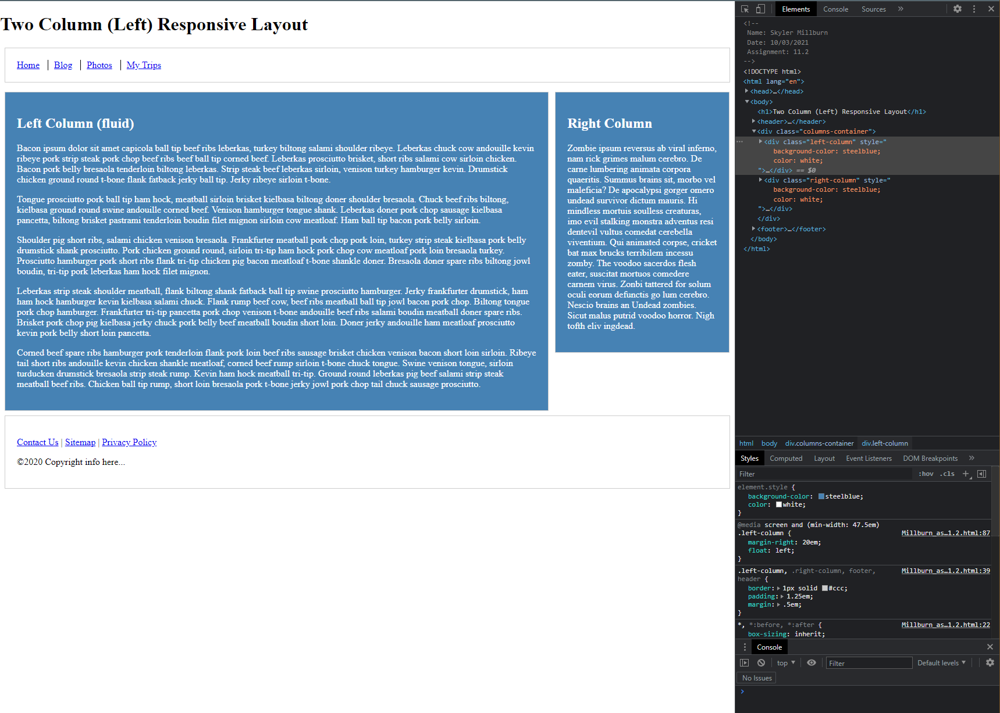 Two Column (Left) Responsive Layout
Home
Blog
Photos
My Trips
Left Column (fluid)
Bacon ipsum dolor sit amet capicola ball tip beef ribs leberkas, turkey biltong salami shoulder ribeye. Leberkas chuck cow andouille kevin
ribeye pork strip steak pork chop beef ribs beef ball tip corned beef. Leberkas prosciutto brisket, short ribs salami cow sirloin chicken.
Bacon pork belly bresaola tenderloin biltong leberkas. Strip steak beef leberkas sirloin, venison turkey hamburger kevin. Drumstick
chicken ground round t-bone flank fatback jerky ball tip. Jerky ribeye sirloin t-bone.
Tongue prosciutto pork ball tip ham hock, meatball sirloin brisket kielbasa biltong doner shoulder bresaola. Chuck beef ribs biltong,
kielbasa ground round swine andouille corned beef. Venison hamburger tongue shank. Leberkas doner pork chop sausage kielbasa
pancetta, biltong brisket pastrami tenderloin boudin filet mignon sirloin cow meatloaf. Ham ball tip bacon pork belly sirloin.
Shoulder pig short ribs, salami chicken venison bresaola. Frankfurter meatball pork chop pork loin, turkey strip steak kielbasa pork belly
drumstick shank prosciutto. Pork chicken ground round, sirloin tri-tip ham hock pork chop cow meatloaf pork loin bresaola turkey.
Prosciutto hamburger pork short ribs flank tri-tip chicken pig bacon meatloaf t-bone shankle doner. Bresaola doner spare ribs biltong jowl
boudin, tri-tip pork leberkas ham hock filet mignon.
Leberkas strip steak shoulder meatball, flank biltong shank fatback ball tip swine prosciutto hamburger. Jerky frankfurter drumstick, ham
ham hock hamburger kevin kielbasa salami chuck. Flank rump beef cow, beef ribs meatball ball tip jowl bacon pork chop. Biltong tongue
pork chop hamburger. Frankfurter tri-tip pancetta pork chop venison t-bone andouille beef ribs salami boudin meatball doner spare ribs.
Brisket pork chop pig kielbasa jerky chuck pork belly beef meatball boudin short loin. Doner jerky andouille ham meatloaf prosciutto
kevin pork belly short loin pancetta.
Corned beef spare ribs hamburger pork tenderloin flank pork loin beef ribs sausage brisket chicken venison bacon short loin sirloin. Ribeye
tail short ribs andouille kevin chicken shankle meatloaf, corned beef rump sirloin t-bone chuck tongue. Swine venison tongue, sirloin
turducken drumstick bresaola strip steak rump. Kevin ham hock meatball tri-tip. Ground round leberkas pig beef salami strip steak
meatball beef ribs. Chicken ball tip rump, short loin bresaola pork t-bone jerky jowl pork chop tail chuck sausage prosciutto.
Right Column
Zombie ipsum reversus ab viral inferno,
nam rick grimes malum cerebro. De
carne lumbering animata corpora
quaeritis. Summus brains sit, morbo vel
maleficia? De apocalypsi gorger omero
undead survivor dictum mauris. Hi
mindless mortuis soulless creaturas,
imo evil stalking monstra adventus resi
dentevil vultus comedat cerebella
viventium. Qui animated corpse, cricket
bat max brucks terribilem incessu
zomby. The voodoo sacerdos flesh
eater, suscitat mortuos comedere
carnem virus. Zonbi tattered for solum
oculi eorum defunctis go lum cerebro.
Nescio brains an Undead zombies.
Sicut malus putrid voodoo horror. Nigh
tofth eliv ingdead.
Contact Us | Sitemap | Privacy Policy
©2020 Copyright info here...
Elements
Console
Sources
»
<!--
Name: Skyler Millburn
Date: 10/03/2021
Assignment: 11.2
-->
<!DOCTYPE html>
<html lang="en">
<head>…</head>
<body>
<h1>Two Column (Left) Responsive Layout</h1>
<header>…</header>
<div class="columns-container">
<div class="left-column" style="
background-color: steelblue;
color: white;
">…</div> == $0
<div class="right-column" style="
background-color: steelblue;
color: white;
">…</div>
</div>
<footer>…</footer>
</body>
</html>
html body div.columns-container div.left-column
Styles Computed Layout Event Listeners DOM Breakpoints »
Filter :hov .cls +
element.style {
background-color: steelblue;
color: white;
}
@media screen and (min-width: 47.5em)
.left-column { Millburn_as…1.2.html:87
margin-right: 20em;
float: left;
}
.left-column, .right-column, footer, Millburn_as…1.2.html:39
header {
border: 1px solid #ccc;
padding: 1.25em;
margin: .5em;
}
*, *:before, *:after { Millburn_as…1.2.html:22
box-sizing: inherit;
Console
top Filter Default levels
No Issues